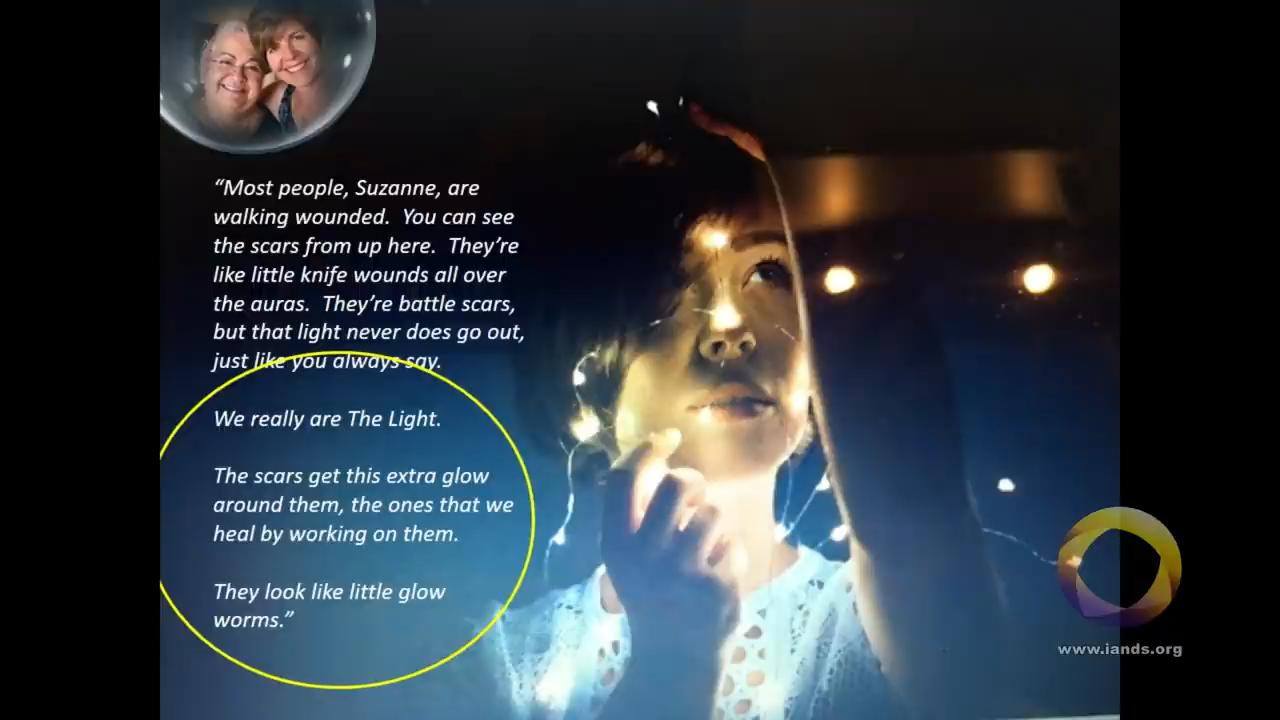 “Most people, Suzanne, are
walking wounded.  You can see
the scars from up here.  They’re
like little knife wounds all over
the auras.  They’re battle scars,
but that light never does go out,
just like you always say.
We really are The Light.
The scars get this extra glow
around them, the ones that we
heal by working on them.
They look like little glow
worms.”
www.iands.org